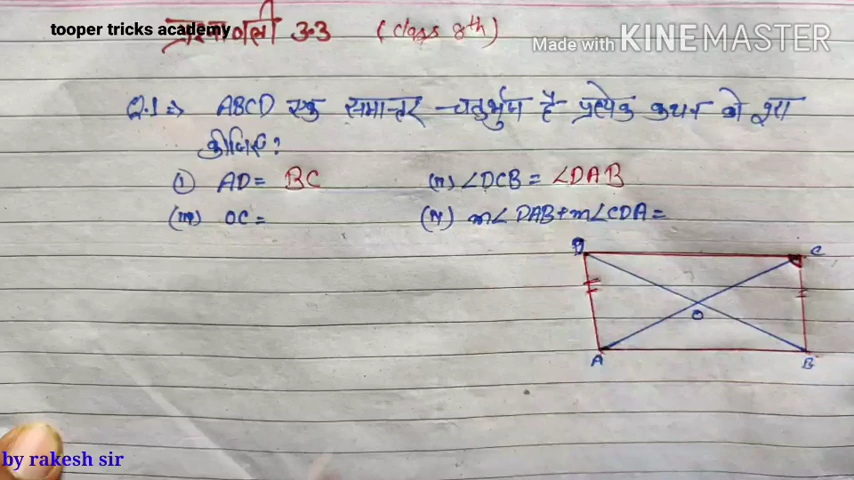 tooper tricks academy
प्रश्नावली 3.3 (class 8th)
Made with KINEMASTER
Q.1 ⇒ ABCD एक समान्तर चतुर्भुज है प्रत्येक कथन को पूरा
कीजिए?
(i) AD = BC (ii) ∠DCB = ∠DAB
(iii) OC = (iv) m∠DAB + m∠CDA =
D C
O
A B
by rakesh sir